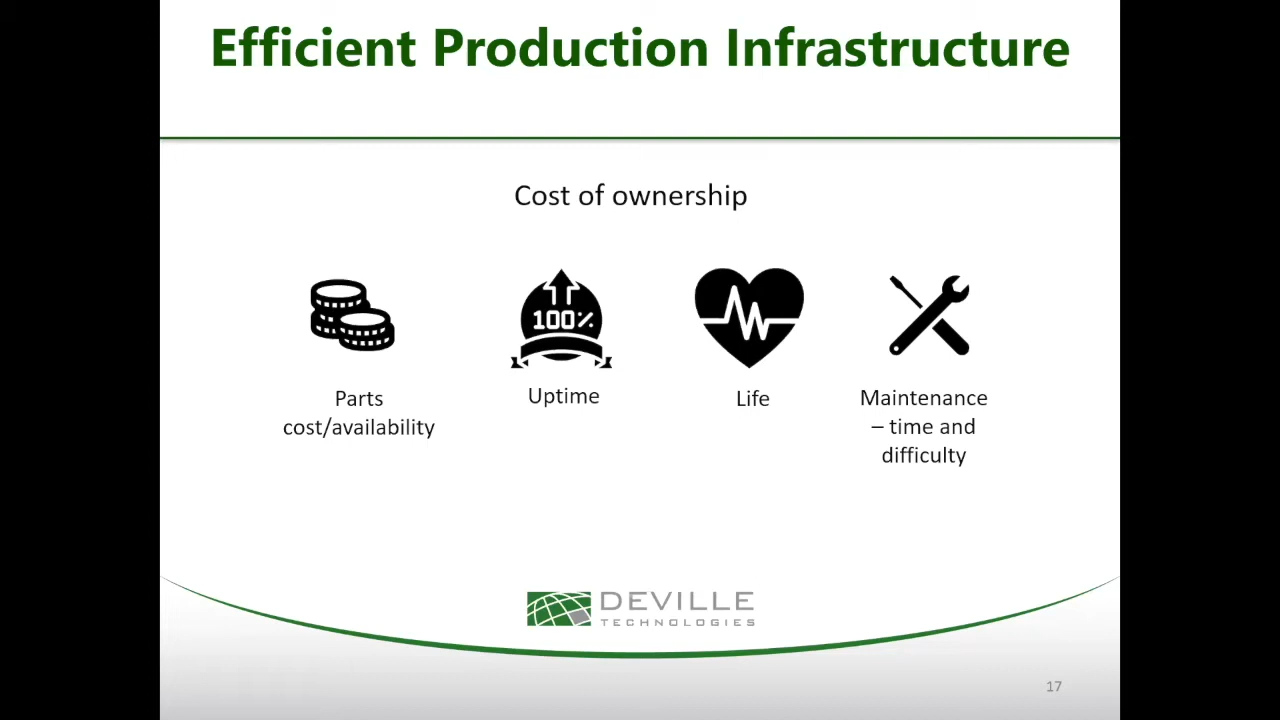 Efficient Production Infrastructure
Cost of ownership
100%
Parts
cost/availability
Uptime
Life
Maintenance
– time and
difficulty
DEVILLE
TECHNOLOGIES
17